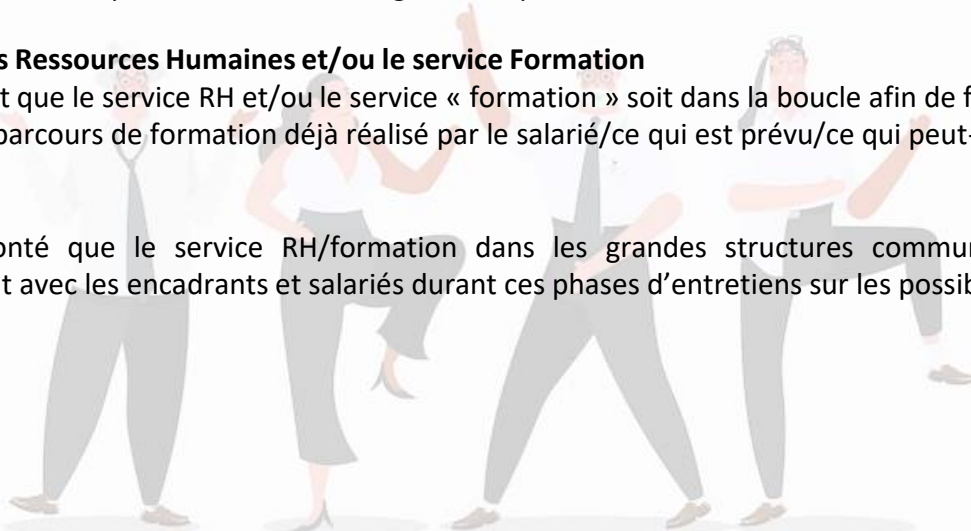 s Ressources Humaines et/ou le service Formation
t que le service RH et/ou le service « formation » soit dans la boucle afin de f
parcours de formation déjà réalisé par le salarié/ce qui est prévu/ce qui peut-
onté que le service RH/formation dans les grandes structures commu
t avec les encadrants et salariés durant ces phases d’entretiens sur les possib